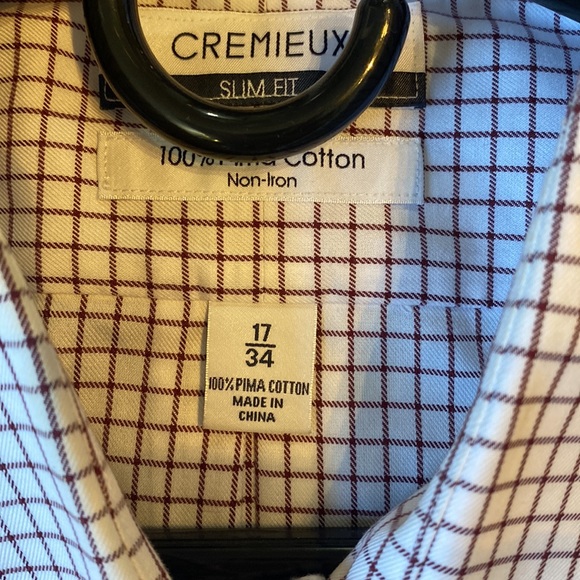 CREMIEUX
SLIM FIT
100% Pima Cotton
Non-Iron
17
34
100% PIMA COTTON
MADE IN
CHINA